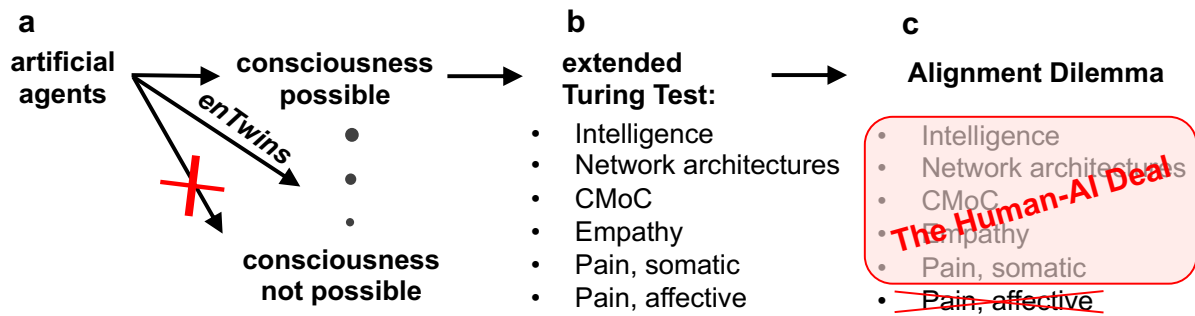 a
artificial
agents
consciousness
possible
enTwins
consciousness
not possible
b
extended
Turing Test:
• Intelligence
• Network architectures
• CMoC
• Empathy
• Pain, somatic
• Pain, affective
c
Alignment Dilemma
• Intelligence
• Network architectures
• CMoC
• Empathy
• Pain, somatic
• Pain, affective
The Human-AI Deal